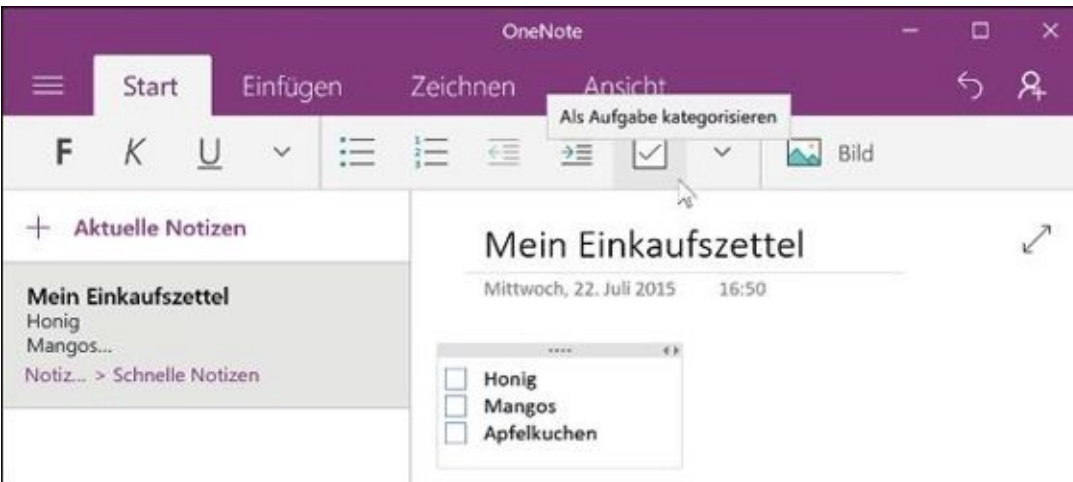 OneNote
Start Einfügen Zeichnen Ansicht
Als Aufgabe kategorisieren
F K U Bild
+ Aktuelle Notizen
Mein Einkaufszettel
Honig
Mangos...
Notiz... > Schnelle Notizen
Mein Einkaufszettel
Mittwoch, 22. Juli 2015 16:50
Honig
Mangos
Apfelkuchen